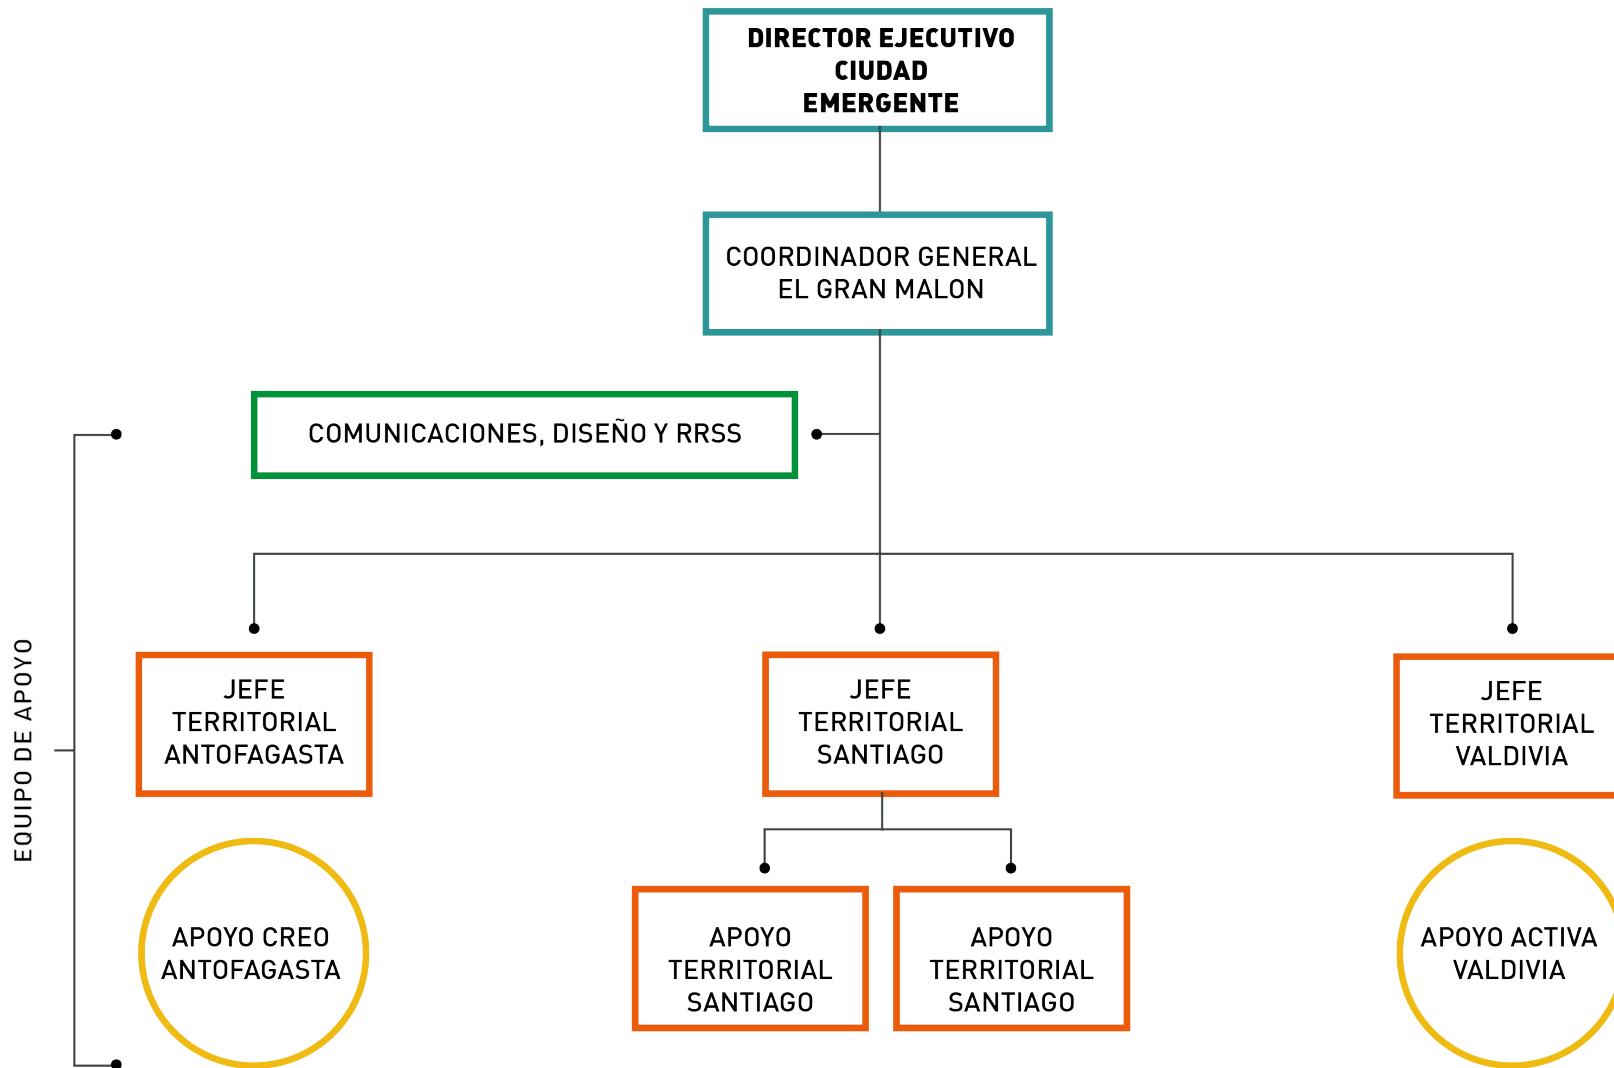 DIRECTOR EJECUTIVO
CIUDAD
EMERGENTE
COORDINADOR GENERAL
EL GRAN MALON
COMUNICACIONES, DISEÑO Y RRSS
EQUIPO DE APOYO
JEFE
TERRITORIAL
ANTOFAGASTA
JEFE
TERRITORIAL
SANTIAGO
JEFE
TERRITORIAL
VALDIVIA
APOYO CREO
ANTOFAGASTA
APOYO
TERRITORIAL
SANTIAGO
APOYO
TERRITORIAL
SANTIAGO
APOYO ACTIVA
VALDIVIA